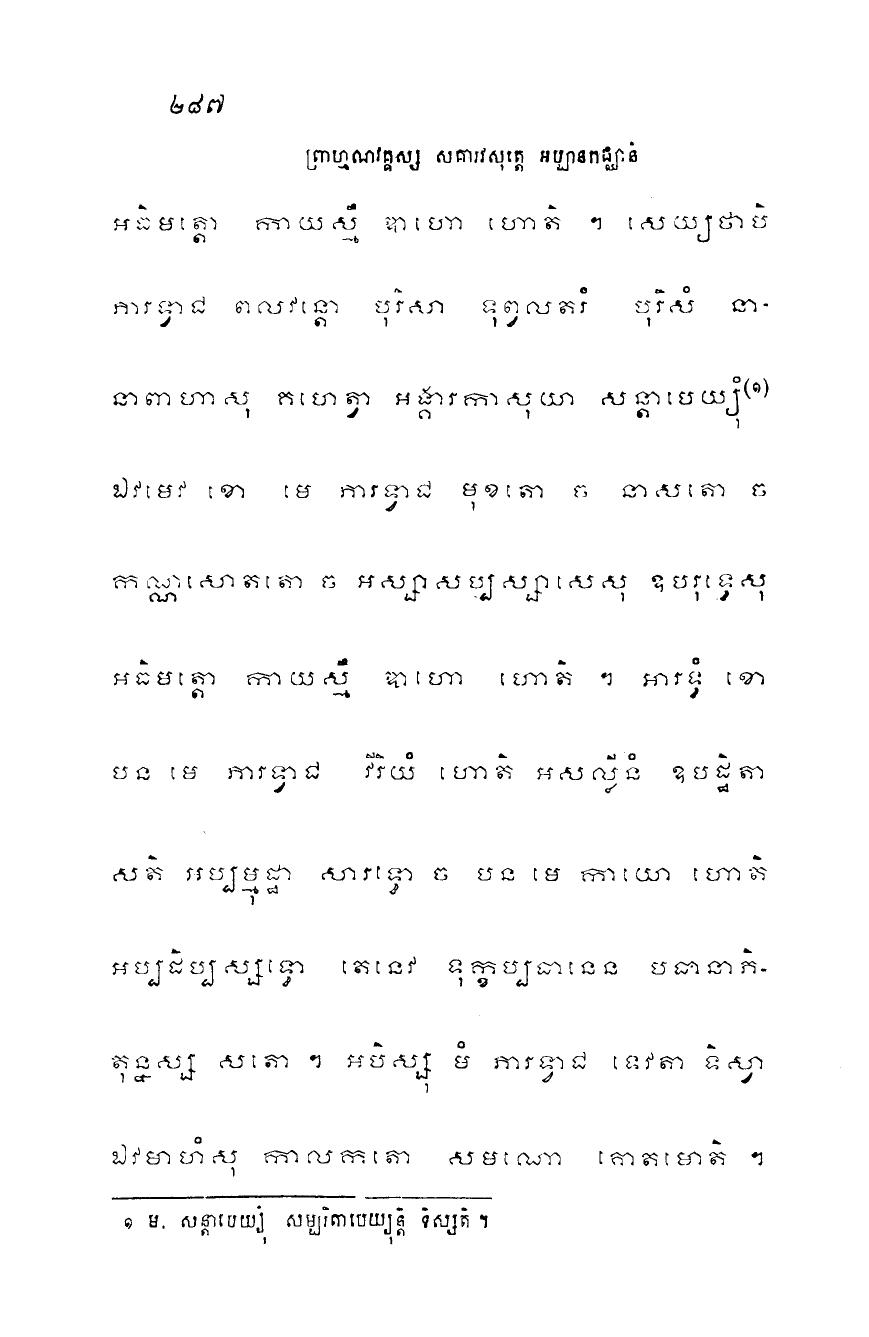 ២៨៧
ព្រាហ្មណវគ្គស្ស សគារវសុត្តេ អប្បានកជ្ឈានំ
អធិមត្តោ កាយស្មឹ ឌាហោ ហោតិ ។ សេយ្យថាបិ
ភារទ្វាជ ពលវន្តោ បុរិសា ទុព្វលតរំ បុរិសំ នា-
នាពាហាសុ គហេត្វា អង្គារកាសុយា សន្តាបេយ្យុំ(១)
ឯវមេវ ខោ មេ ភារទ្វាជ មុខតោ ច នាសតោ ច
កណ្ណសោតតោ ច អស្សាសប្បស្សាសេសុ ឧបរុទ្ធេសុ
អធិមត្តោ កាយស្មឹ ឌាហោ ហោតិ ។ អារទ្ធំ ខោ
បន មេ ភារទ្វាជ វីរិយំ ហោតិ អសល្លីនំ ឧបដ្ឋិតា
សតិ អប្បម្មុដ្ឋា សារទ្ធោ ច បន មេ កាយោ ហោតិ
អប្បដិប្បស្សទ្ធោ តេនេវ ទុក្ខប្បធានេន បធានាភិ-
តុន្នស្ស សតោ ។ អបិស្សុ មំ ភារទ្វាជ ទេវតា ទិស្វា
ឯវមាហំសុ កាលកតោ សមណោ គោតមោតិ ។
១ ម. សន្តាបេយ្យុំ សម្បរិតាបេយ្យុន្តិ ទិស្សតិ ។